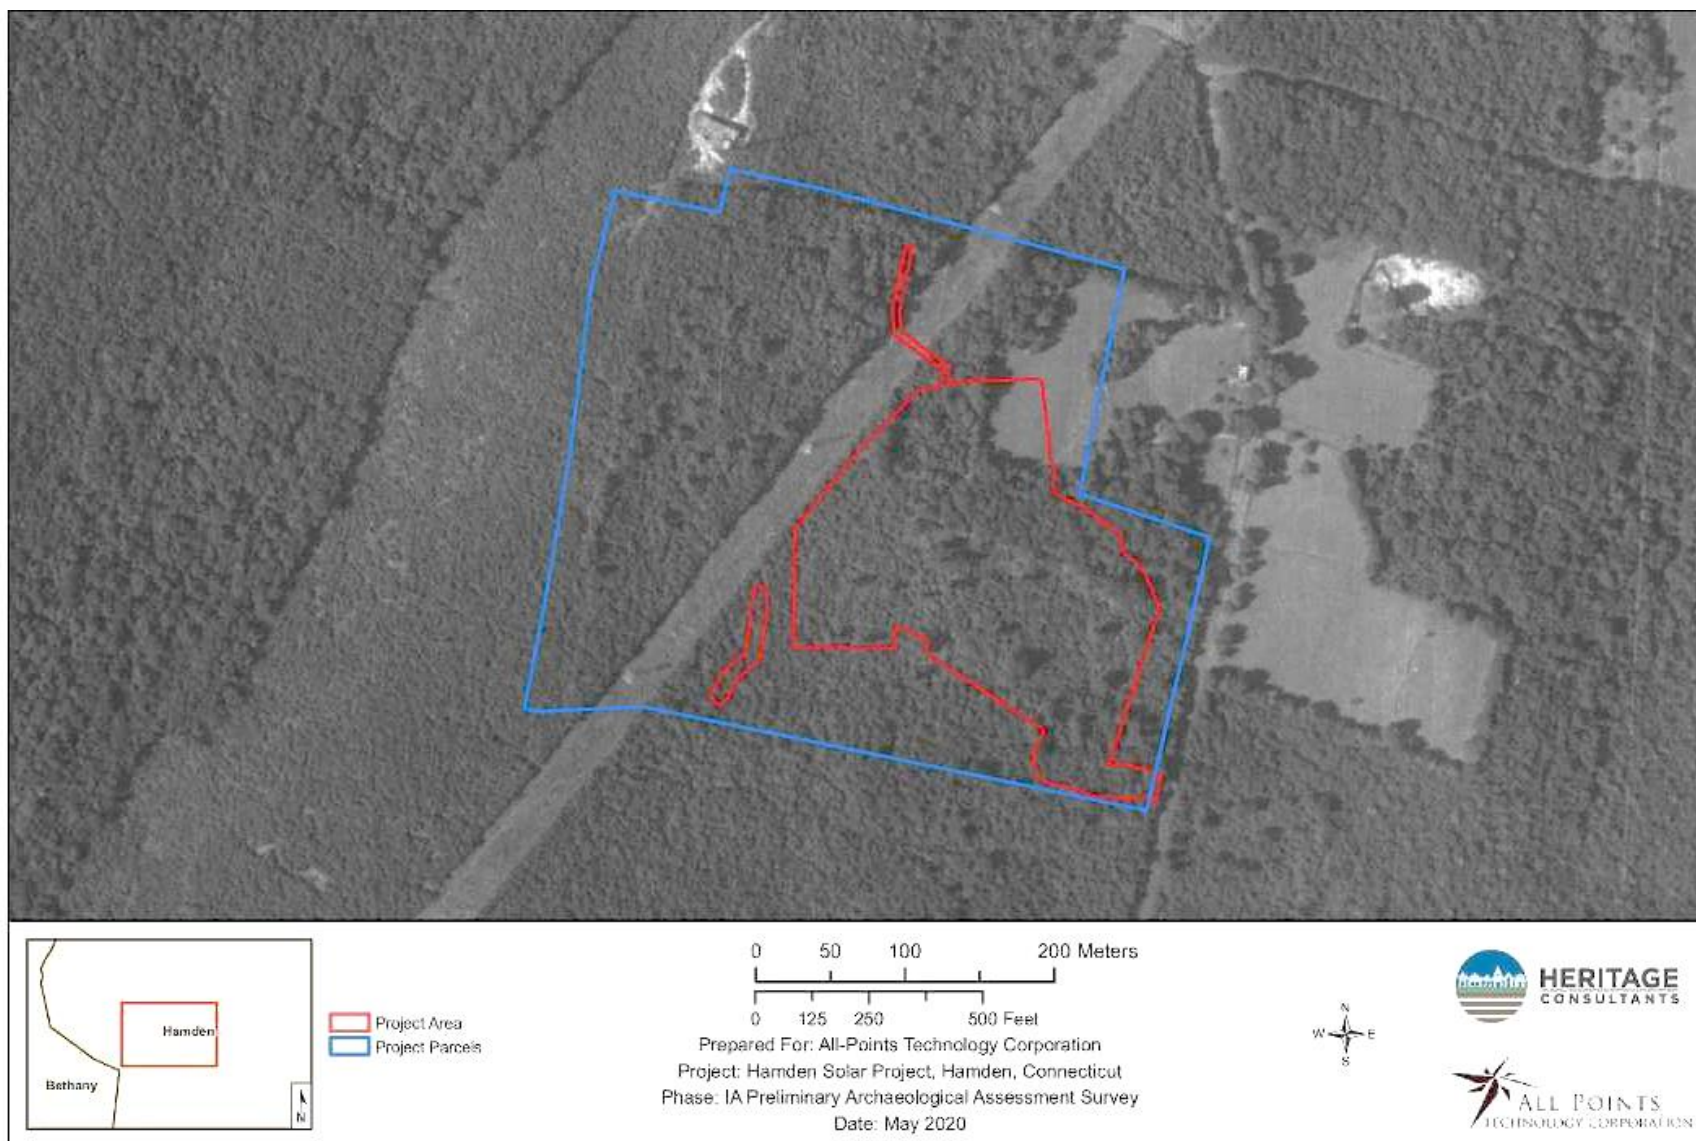 Hamden
Bethany
N
Project Area
Project Parcels
0 50 100 200 Meters
0 125 250 500 Feet
Prepared For: All-Points Technology Corporation
Project: Hamden Solar Project, Hamden, Connecticut
Phase: IA Preliminary Archaeological Assessment Survey
Date: May 2020
N
W E
S
HERITAGE
CONSULTANTS
ALL POINTS
TECHNOLOGY CORPORATION